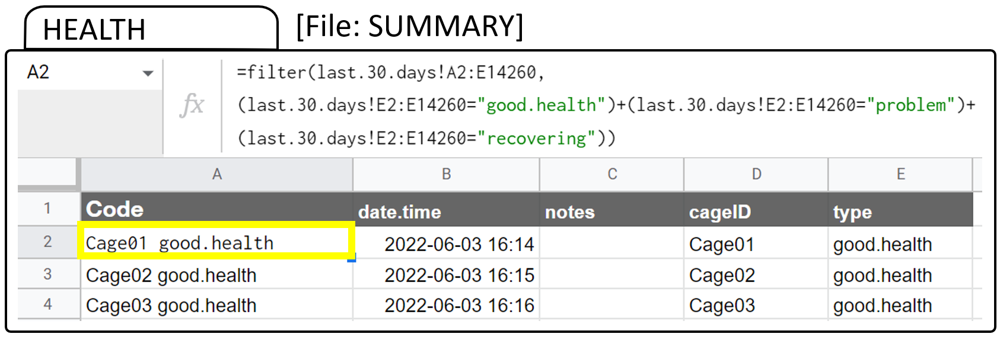 HEALTH [File: SUMMARY]
A2
fx
=filter(last.30.days!A2:E14260,
(last.30.days!E2:E14260="good.health")+(last.30.days!E2:E14260="problem")+
(last.30.days!E2:E14260="recovering"))
A B C D E
1 Code date.time notes cageID type
2 Cage01 good.health 2022-06-03 16:14 Cage01 good.health
3 Cage02 good.health 2022-06-03 16:15 Cage02 good.health
4 Cage03 good.health 2022-06-03 16:16 Cage03 good.health